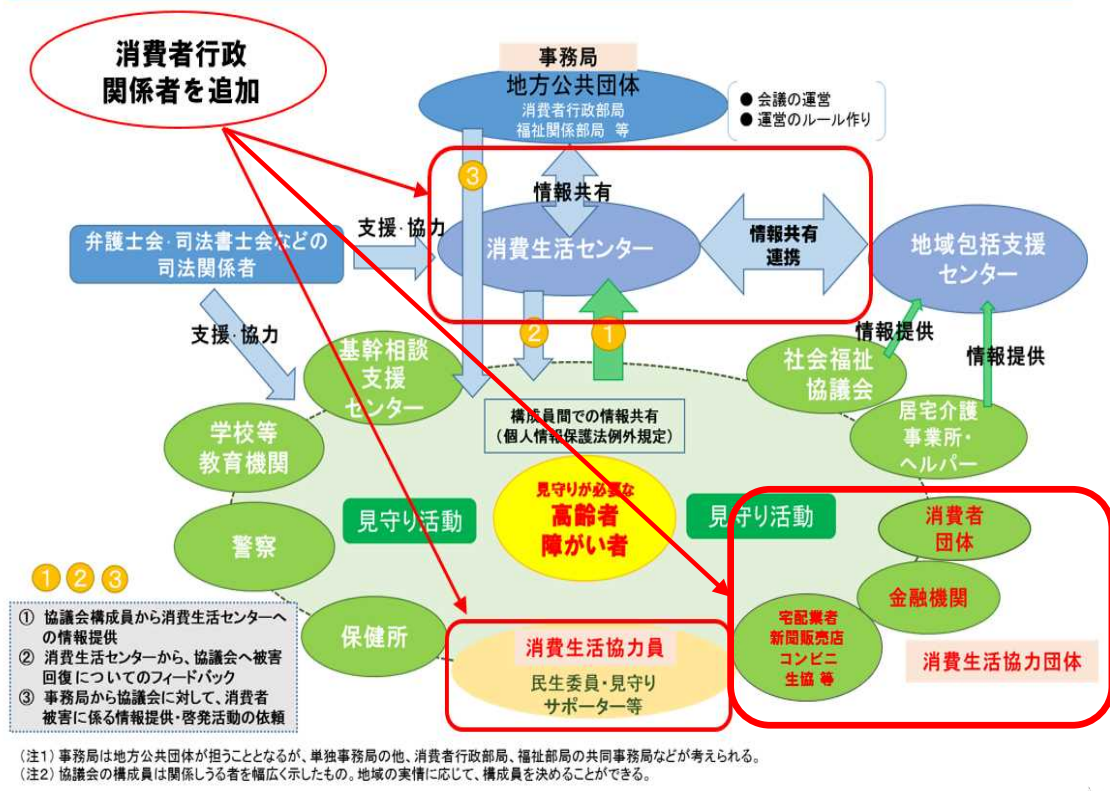 消費者行政
関係者を追加
事務局
地方公共団体
消費者行政部局
福祉関係部局 等
● 会議の運営
● 運営のルール作り
③
情報共有
支援・協力
弁護士会・司法書士会などの
司法関係者
消費生活センター
情報共有
連携
地域包括支援
センター
支援・協力
②
①
情報提供
情報提供
基幹相談
支援
センター
社会福祉
協議会
構成員間での情報共有
（個人情報保護法例外規定）
居宅介護
事業所・
ヘルパー
学校等
教育機関
見守りが必要な
高齢者
障がい者
見守り活動
見守り活動
消費者
団体
警察
金融機関
① ② ③
① 協議会構成員から消費生活センターへ
の情報提供
② 消費生活センターから、協議会へ被害
回復についてのフィードバック
③ 事務局から協議会に対して、消費者
被害に係る情報提供・啓発活動の依頼
保健所
消費生活協力員
民生委員・見守り
サポーター等
宅配業者
新聞販売店
コンビニ
生協 等
消費生活協力団体
（注１）事務局は地方公共団体が担うこととなるが、単独事務局の他、消費者行政部局、福祉部局の共同事務局などが考えられる。
（注２）協議会の構成員は関係しうる者を幅広く示したもの。地域の実情に応じて、構成員を決めることができる。